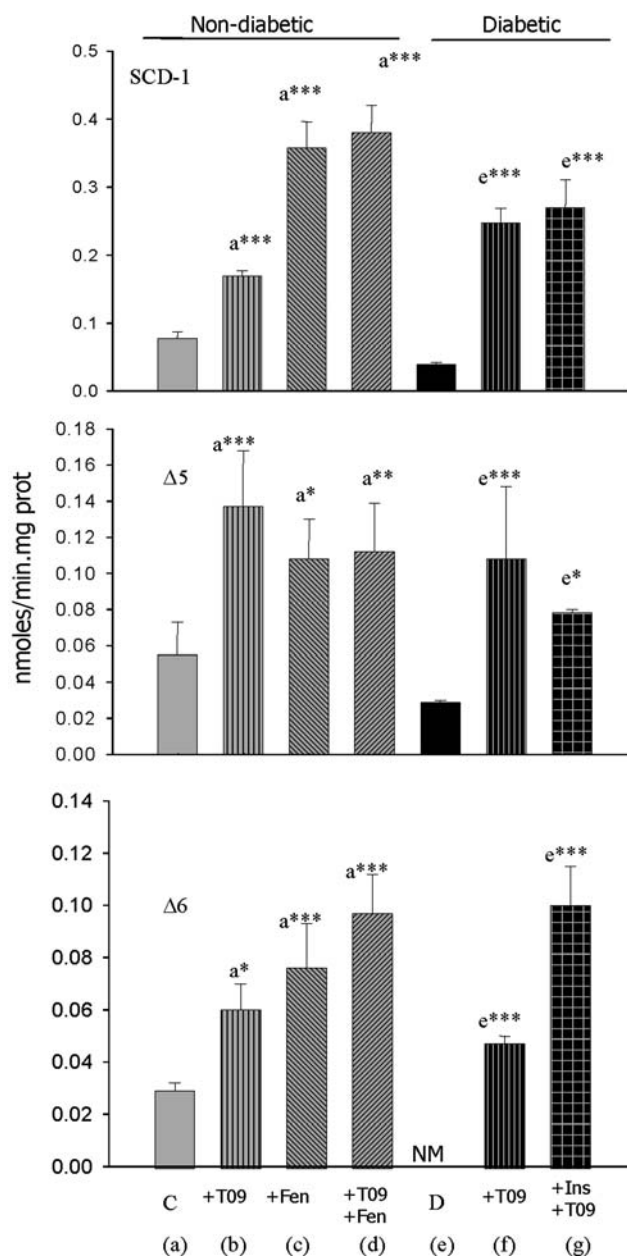 Non-diabetic Diabetic
SCD-1
0.5
0.4
0.3
0.2
0.1
0.0
a***
a***
a***
e***
e***
Δ5
0.18
0.16
0.14
0.12
0.10
0.08
0.06
0.04
0.02
0.00
a***
a*
a**
e***
e*
nmoles/min.mg prot
Δ6
0.14
0.12
0.10
0.08
0.06
0.04
0.02
0.00
a*
a***
a***
NM
e***
e***
C +T09 +Fen +T09 D +T09 +Ins
+Fen +T09
(a) (b) (c) (d) (e) (f) (g)